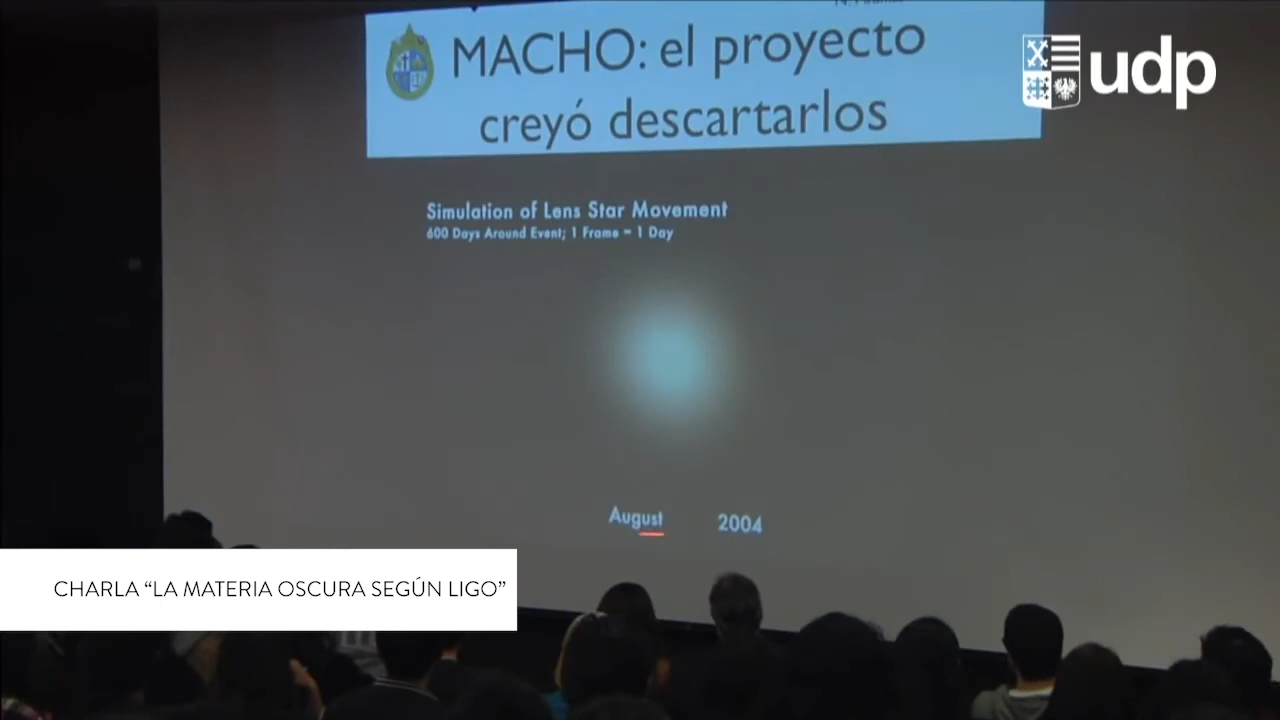 MACHO: el proyecto
creyó descartarlos
udp
Simulation of Lens Star Movement
600 Days Around Event; 1 Frame = 1 Day
August 2004
CHARLA “LA MATERIA OSCURA SEGÚN LIGO”